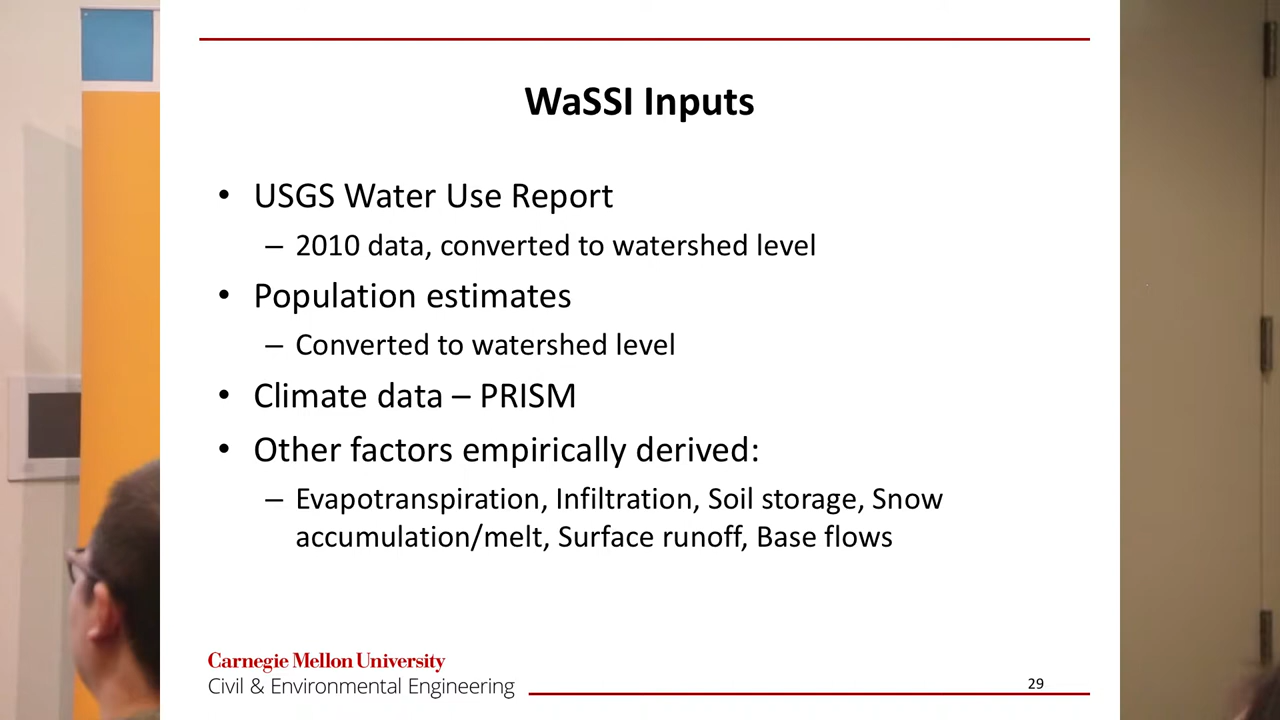 WaSSI Inputs
• USGS Water Use Report
– 2010 data, converted to watershed level
• Population estimates
– Converted to watershed level
• Climate data – PRISM
• Other factors empirically derived:
– Evapotranspiration, Infiltration, Soil storage, Snow
accumulation/melt, Surface runoff, Base flows
Carnegie Mellon University
Civil & Environmental Engineering
29